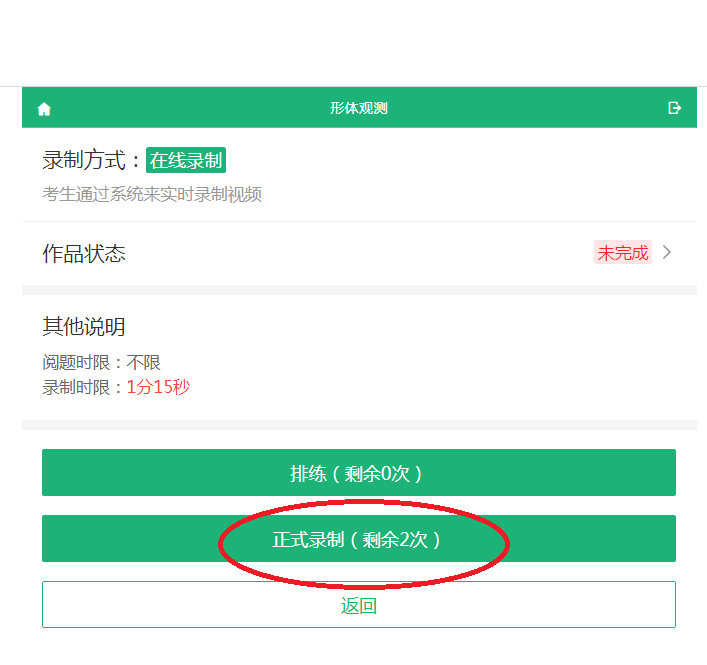 形体观测
录制方式：在线录制
考生通过系统来实时录制视频
作品状态
未完成
其他说明
阅题时限：不限
录制时限：1分15秒
排练（剩余0次）
正式录制（剩余2次）
返回